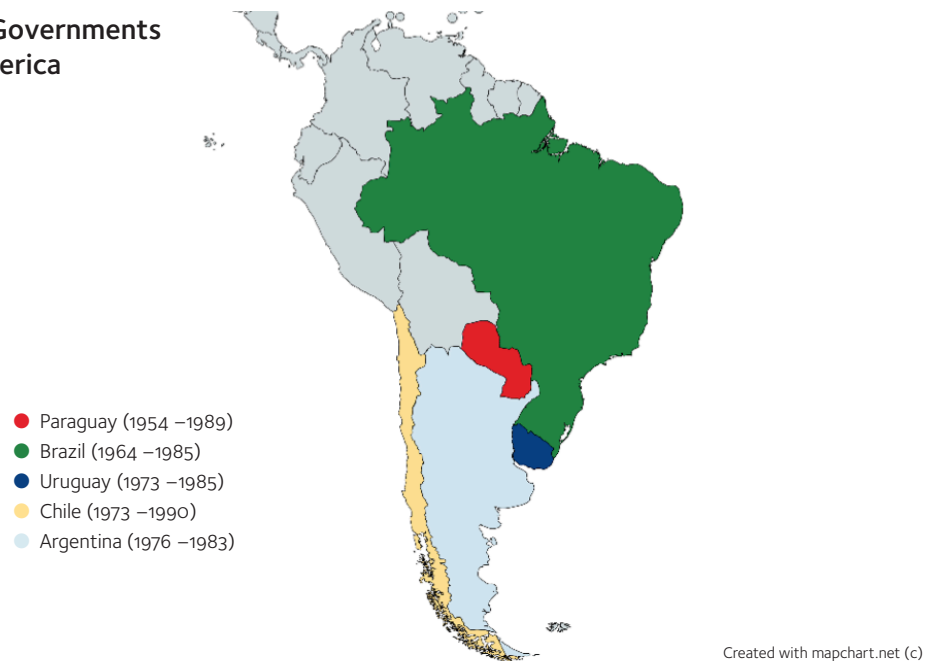 Governments
erica
Paraguay (1954 –1989)
Brazil (1964 –1985)
Uruguay (1973 –1985)
Chile (1973 –1990)
Argentina (1976 –1983)
Created with mapchart.net (c)